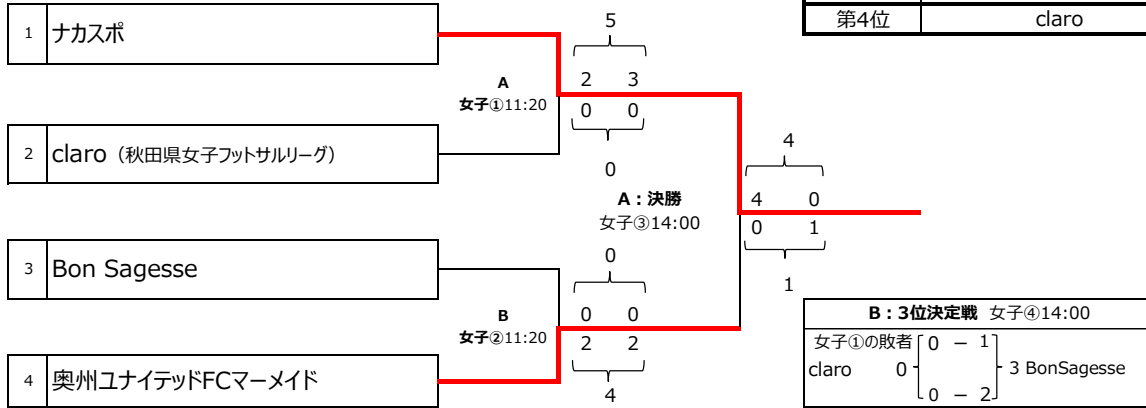 第4位 claro
1 ナカスポ
5
A
女子①11:20
2 3
0 0
0
2 claro（秋田県女子フットサルリーグ）
4
A：決勝
女子③14:00
4 0
0 1
1
3 Bon Sagesse
0
B
女子②11:20
0 0
2 2
4
4 奥州ユナイテッドFCマーメイド
B：3位決定戦 女子④14:00
女子①の敗者 0 － 1
claro 0 3 BonSagesse
0 － 2